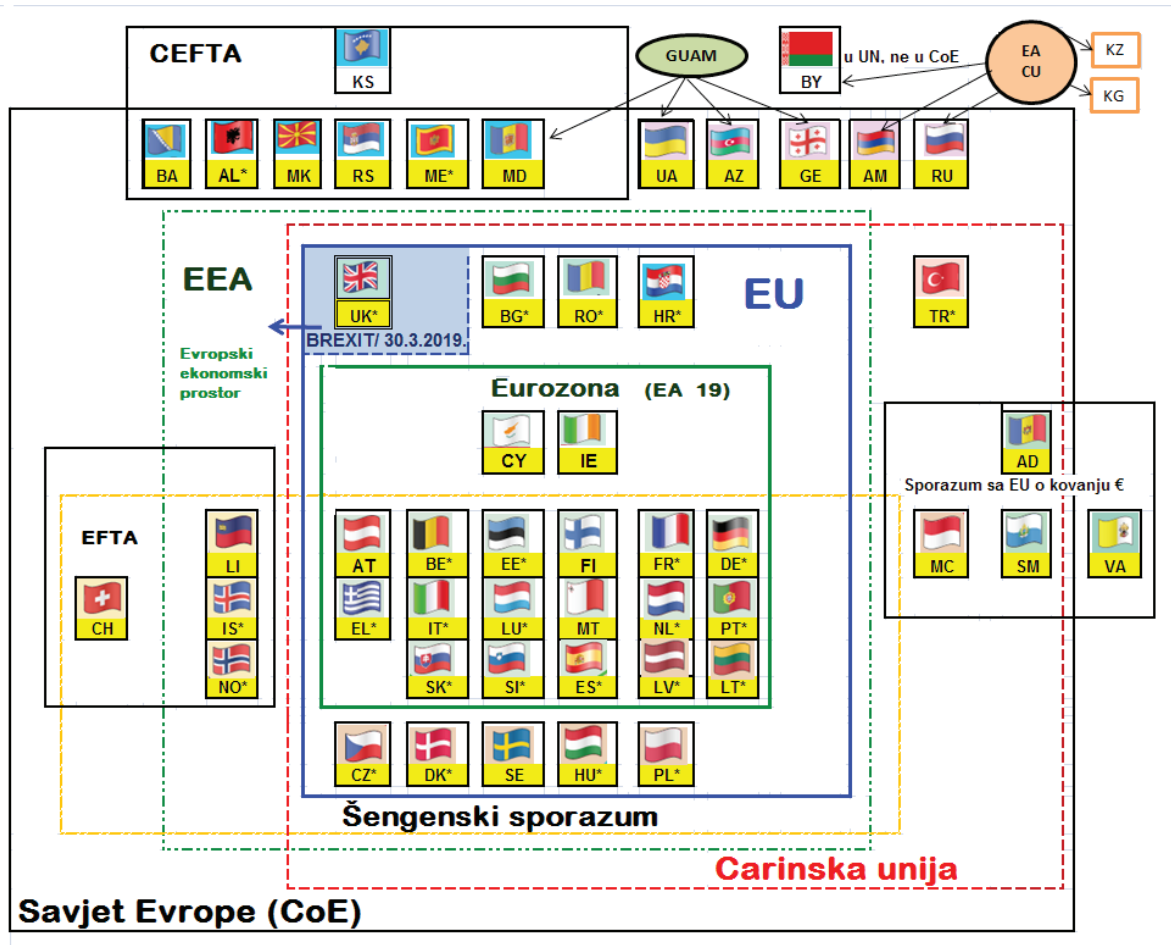 CEFTA
KS
GUAM
BY
u UN, ne u CoE
EA
CU
KZ
KG
BA
AL*
MK
RS
ME*
MD
UA
AZ
GE
AM
RU
EEA
Evropski
ekonomski
prostor
UK*
BREXIT/ 30.3.2019.
BG*
RO*
HR*
EU
TR*
Eurozona (EA 19)
CY
IE
AD
Sporazum sa EU o kovanju €
MC
SM
VA
EFTA
CH
LI
IS*
NO*
AT
BE*
EE*
FI
FR*
DE*
EL*
IT*
LU*
MT
NL*
PT*
SK*
SI*
ES*
LV*
LT*
CZ*
DK*
SE
HU*
PL*
Šengenski sporazum
Carinska unija
Savjet Evrope (CoE)